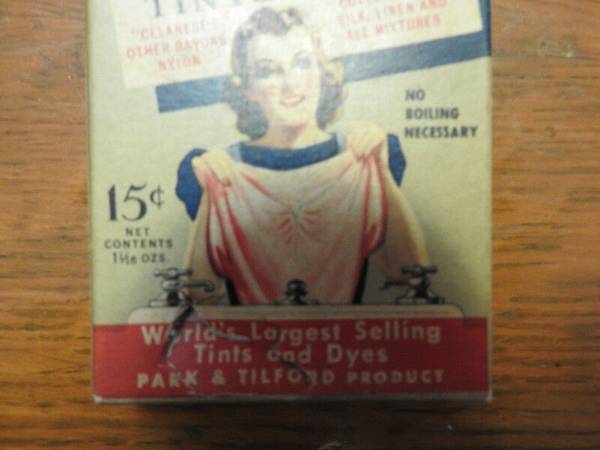 TINTS
"CELANESE"
OTHER RAYONS
NYLON
SILK, LINEN AND
ALL MIXTURES
NO
BOILING
NECESSARY
15¢
NET
CONTENTS
1 1/16 OZS.
World's Largest Selling
Tints and Dyes
PARK & TILFORD PRODUCT